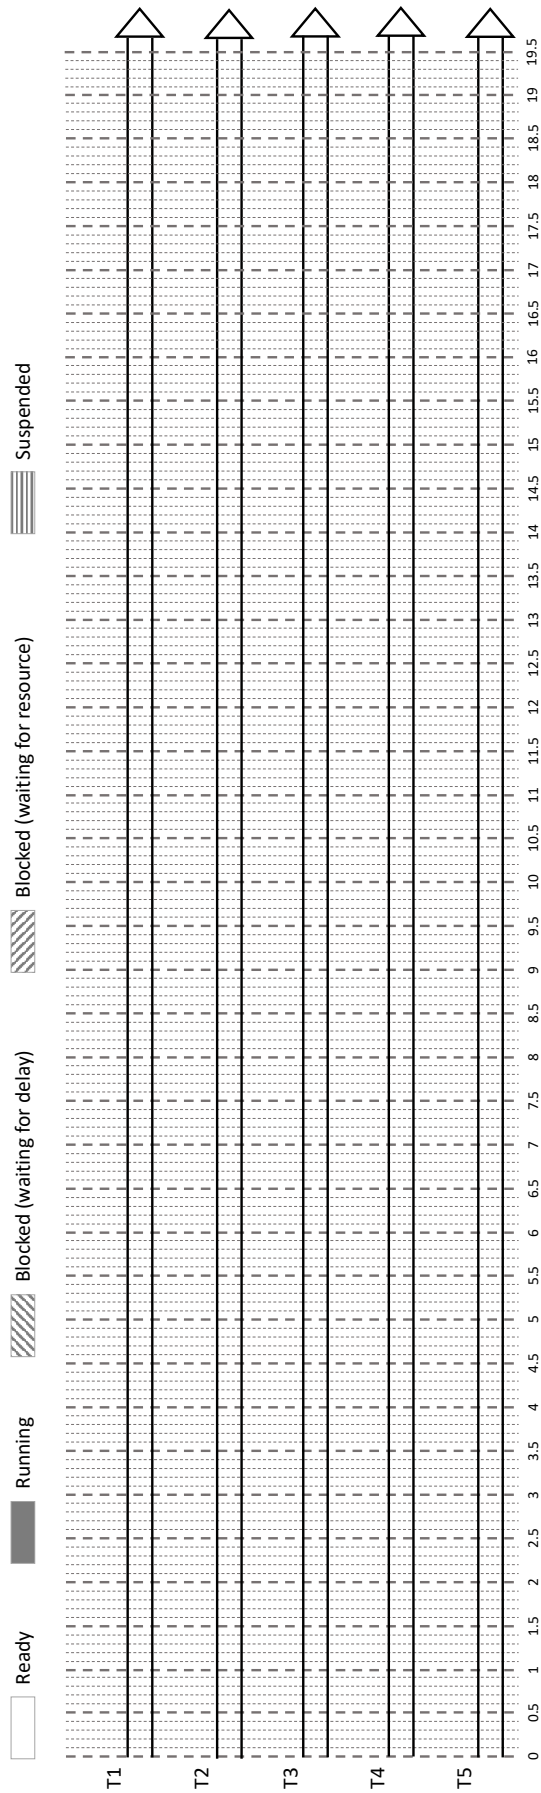 Ready Running Blocked (waiting for delay) Blocked (waiting for resource) Suspended
T1
T2
T3
T4
T5
0 0.5 1 1.5 2 2.5 3 3.5 4 4.5 5 5.5 6 6.5 7 7.5 8 8.5 9 9.5 10 10.5 11 11.5 12 12.5 13 13.5 14 14.5 15 15.5 16 16.5 17 17.5 18 18.5 19 19.5